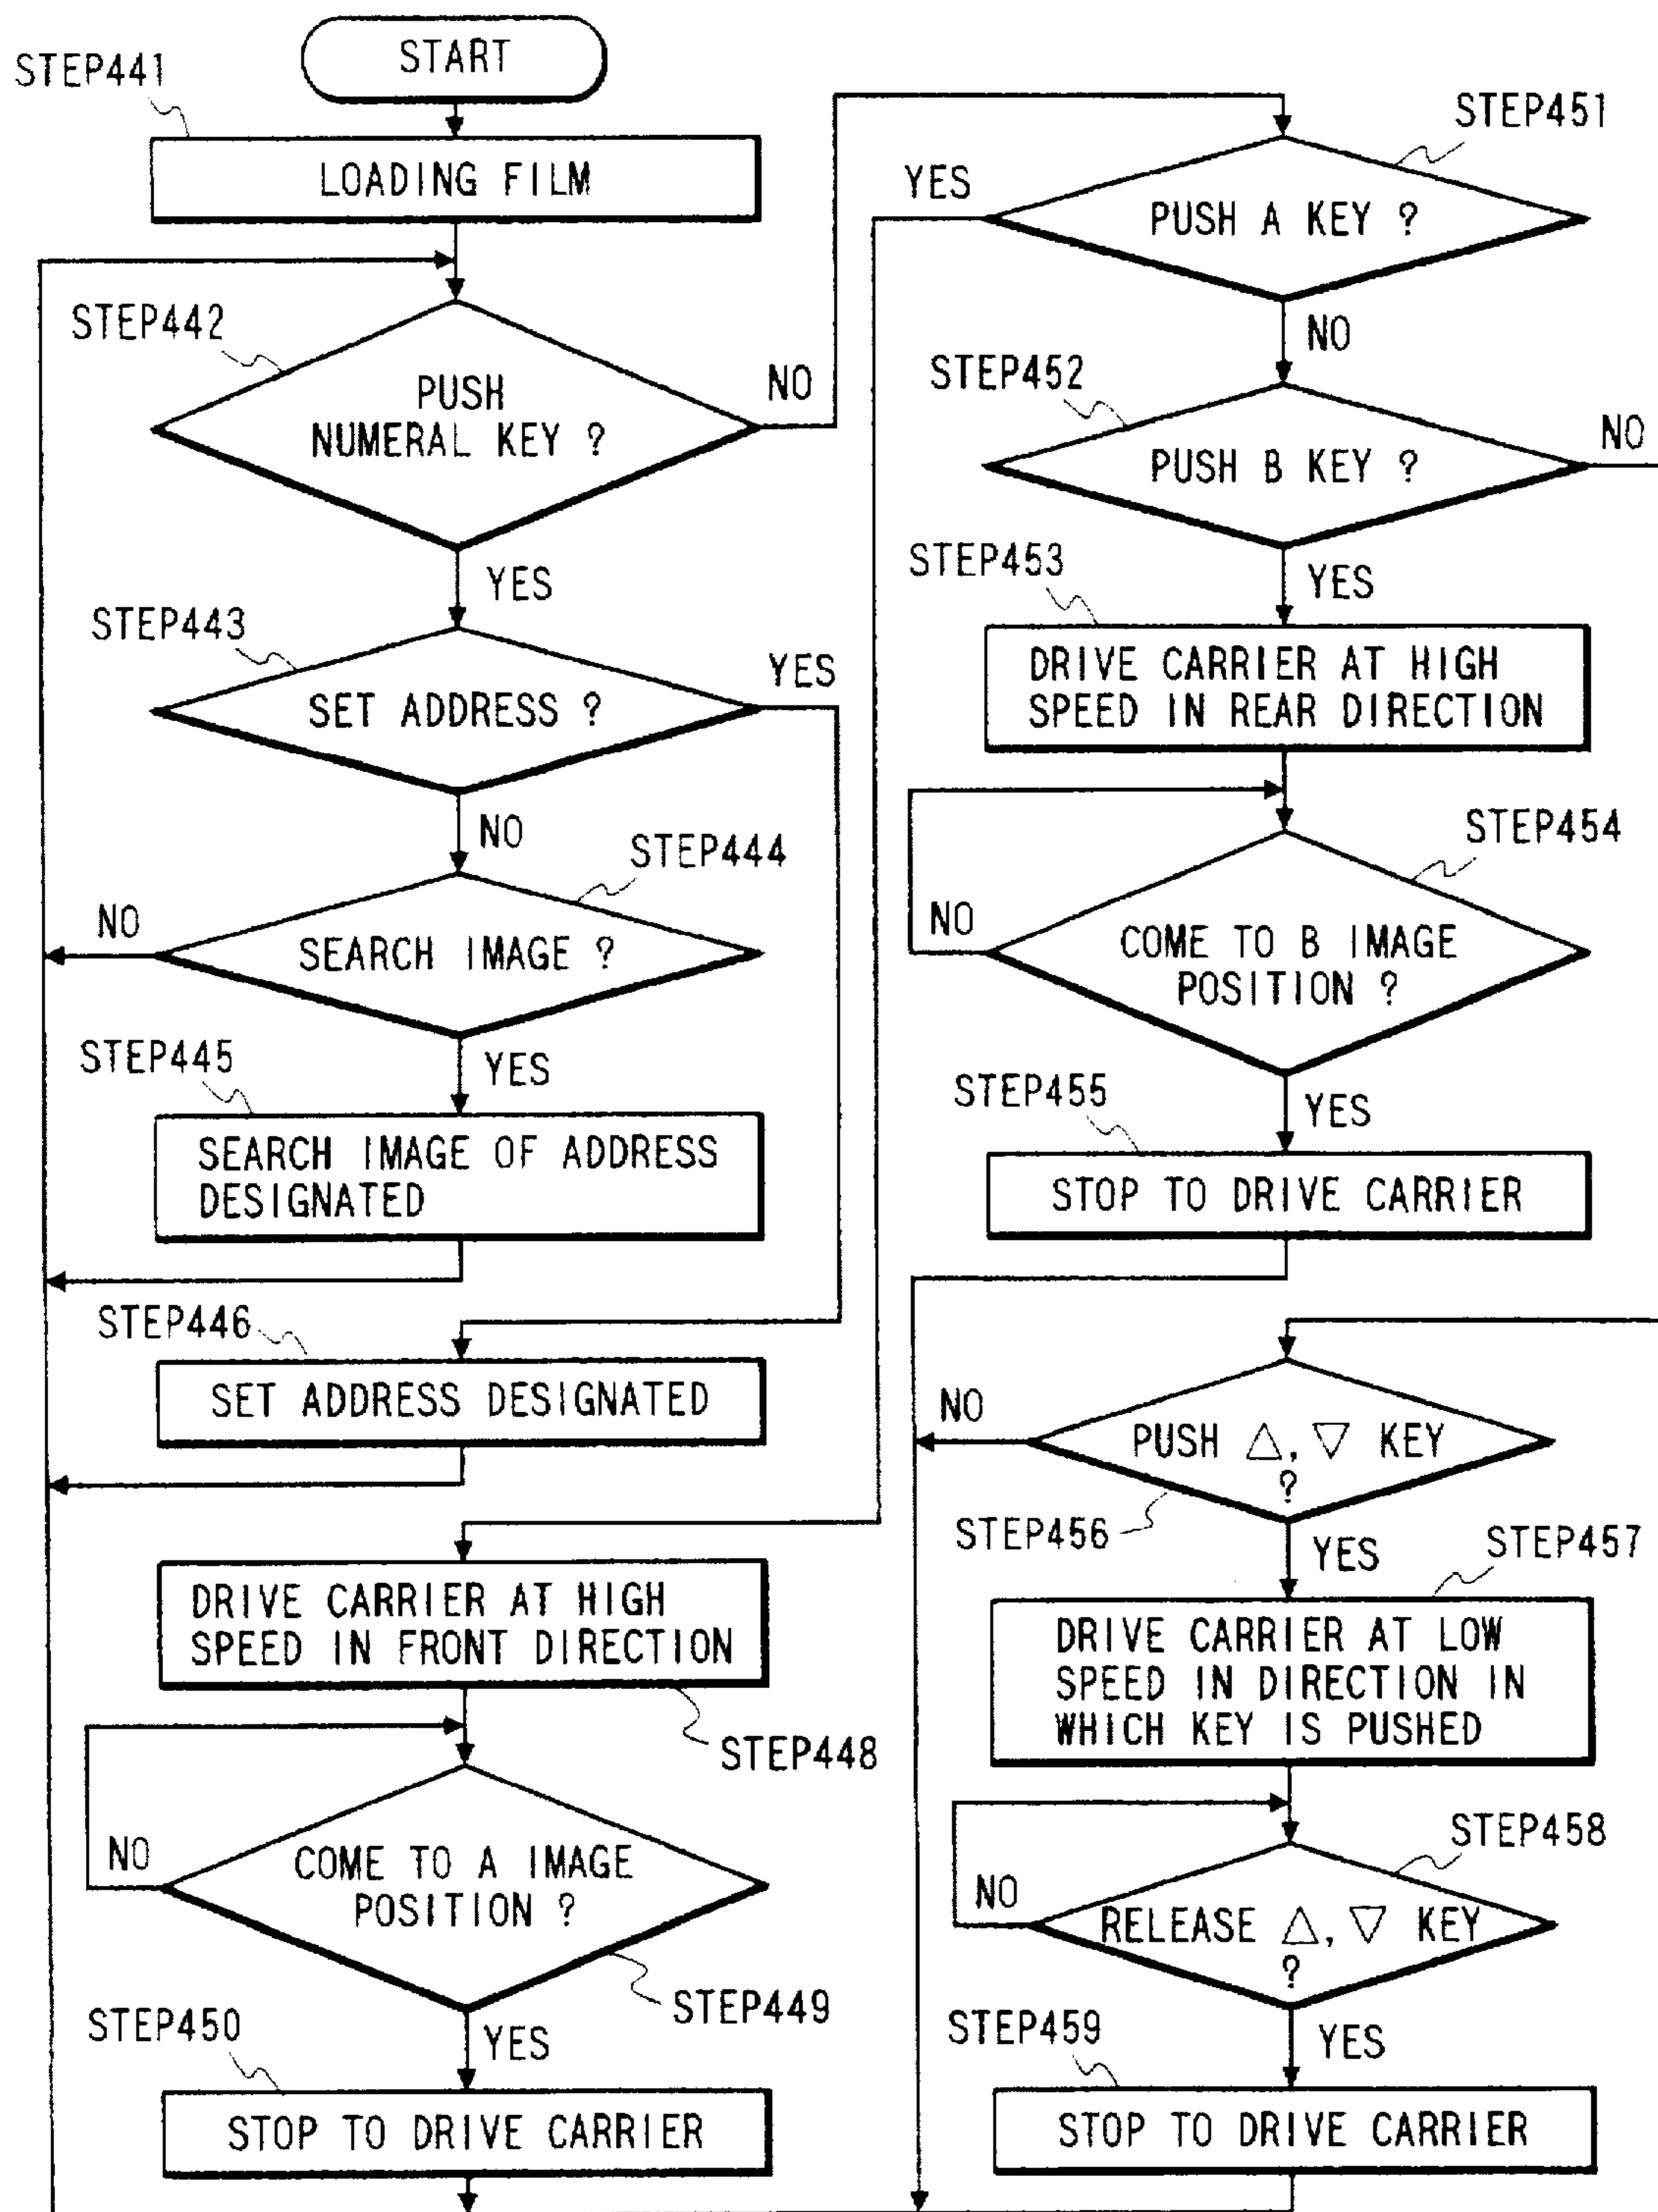 START
STEP441
LOADING FILM
STEP442
PUSH
NUMERAL KEY ?
NO
YES
STEP443
SET ADDRESS ?
YES
NO
STEP444
SEARCH IMAGE ?
NO
YES
STEP445
SEARCH IMAGE OF ADDRESS
DESIGNATED
STEP446
SET ADDRESS DESIGNATED
DRIVE CARRIER AT HIGH
SPEED IN FRONT DIRECTION
STEP448
COME TO A IMAGE
POSITION ?
NO
STEP449
YES
STEP450
STOP TO DRIVE CARRIER
STEP451
YES
PUSH A KEY ?
NO
STEP452
PUSH B KEY ?
NO
YES
STEP453
DRIVE CARRIER AT HIGH
SPEED IN REAR DIRECTION
STEP454
NO
COME TO B IMAGE
POSITION ?
YES
STEP455
STOP TO DRIVE CARRIER
NO
PUSH △, ▽ KEY
?
STEP456
YES
STEP457
DRIVE CARRIER AT LOW
SPEED IN DIRECTION IN
WHICH KEY IS PUSHED
STEP458
NO
RELEASE △, ▽ KEY
?
YES
STEP459
STOP TO DRIVE CARRIER